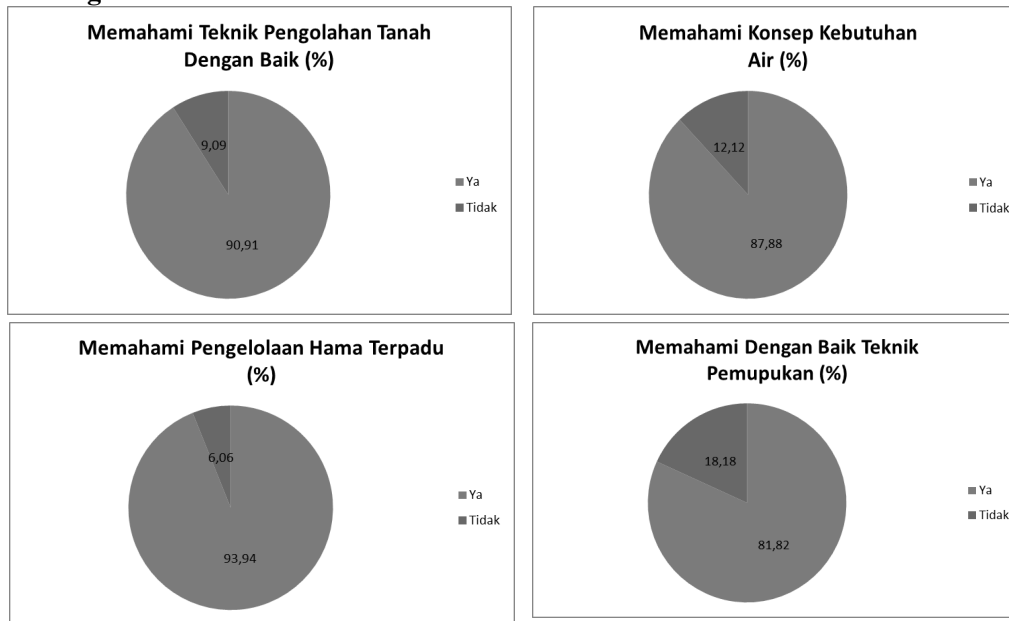 Memahami Teknik Pengolahan Tanah
Dengan Baik (%)
9,09
90,91
Ya
Tidak
Memahami Konsep Kebutuhan
Air (%)
12,12
87,88
Ya
Tidak
Memahami Pengelolaan Hama Terpadu
(%)
6,06
93,94
Ya
Tidak
Memahami Dengan Baik Teknik
Pemupukan (%)
18,18
81,82
Ya
Tidak